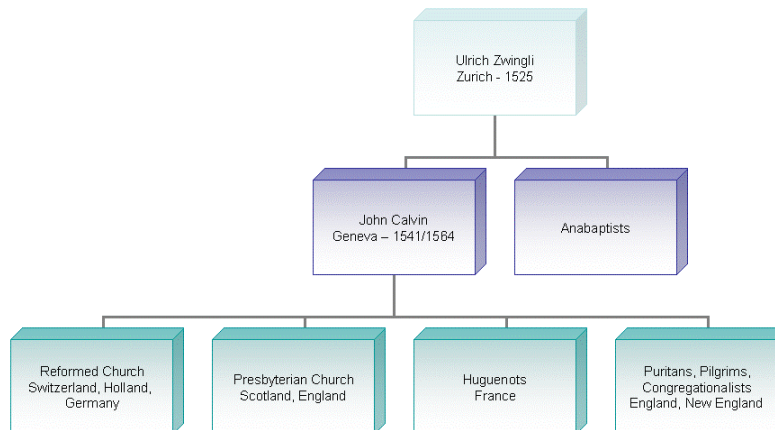 Ulrich Zwingli
Zurich - 1525
John Calvin
Geneva – 1541/1564
Anabaptists
Reformed Church
Switzerland, Holland,
Germany
Presbyterian Church
Scotland, England
Huguenots
France
Puritans, Pilgrims,
Congregationalists
England, New England